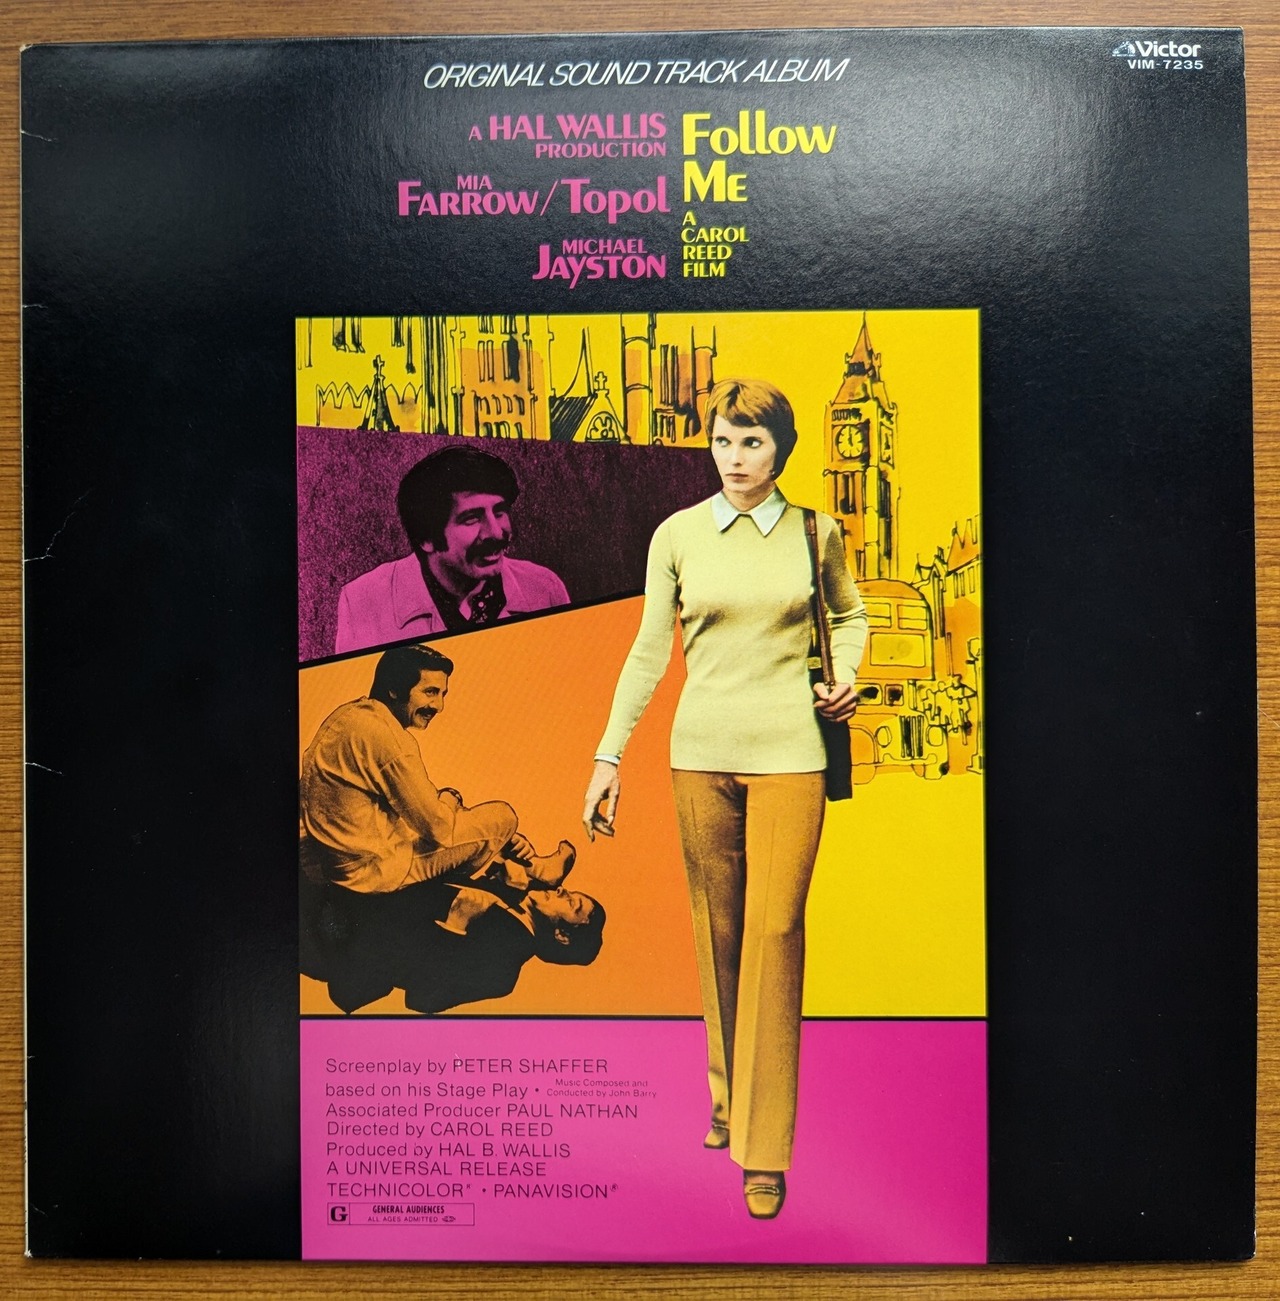 ORIGINAL SOUND TRACK ALBUM
Victor
VIM-7235
A HAL WALLIS
PRODUCTION
MIA
FARROW/TOPOL
MICHAEL
JAYSTON
Follow
ME
A
CAROL
REED
FILM
Screenplay by PETER SHAFFER
based on his Stage Play • Music Composed and
Conducted by John Barry
Associated Producer PAUL NATHAN
Directed by CAROL REED
Produced by HAL B. WALLIS
A UNIVERSAL RELEASE
TECHNICOLOR® • PANAVISION®
G GENERAL AUDIENCES
ALL AGES ADMITTED